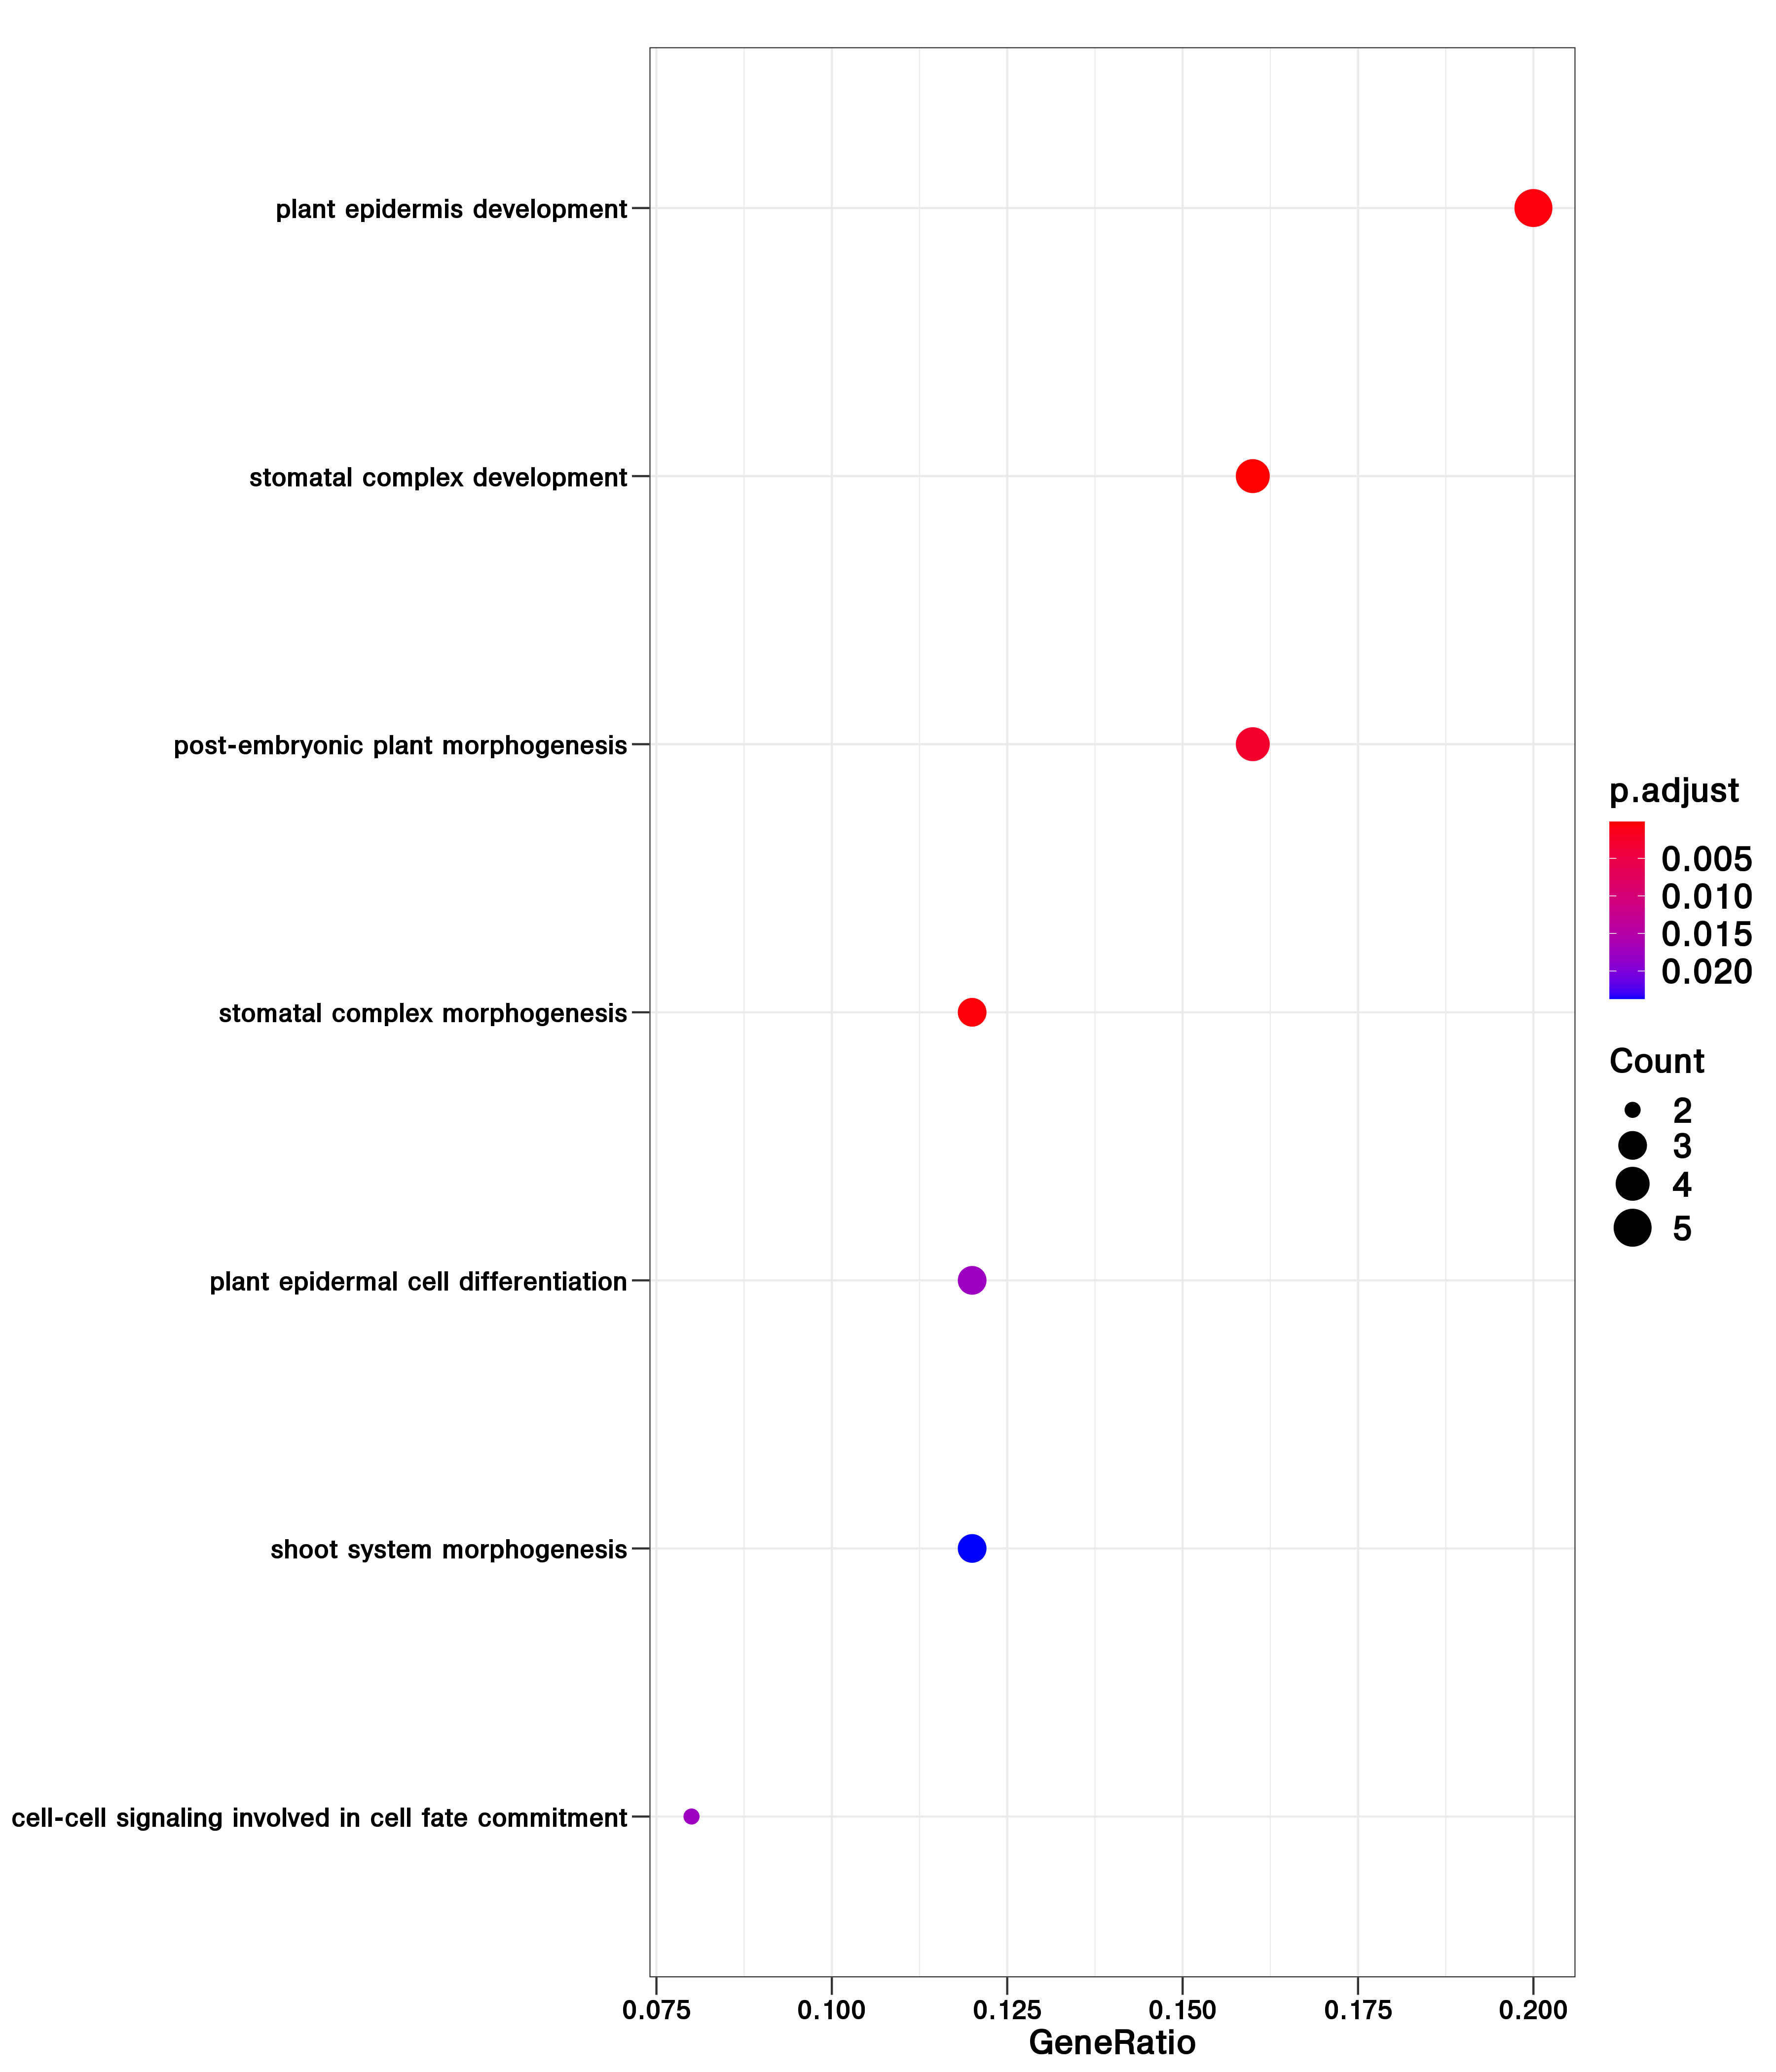 plant epidermis development
stomatal complex development
post-embryonic plant morphogenesis
stomatal complex morphogenesis
plant epidermal cell differentiation
shoot system morphogenesis
cell-cell signaling involved in cell fate commitment
0.075 0.100 0.125 0.150 0.175 0.200
GeneRatio
p.adjust
0.005
0.010
0.015
0.020
Count
2
3
4
5